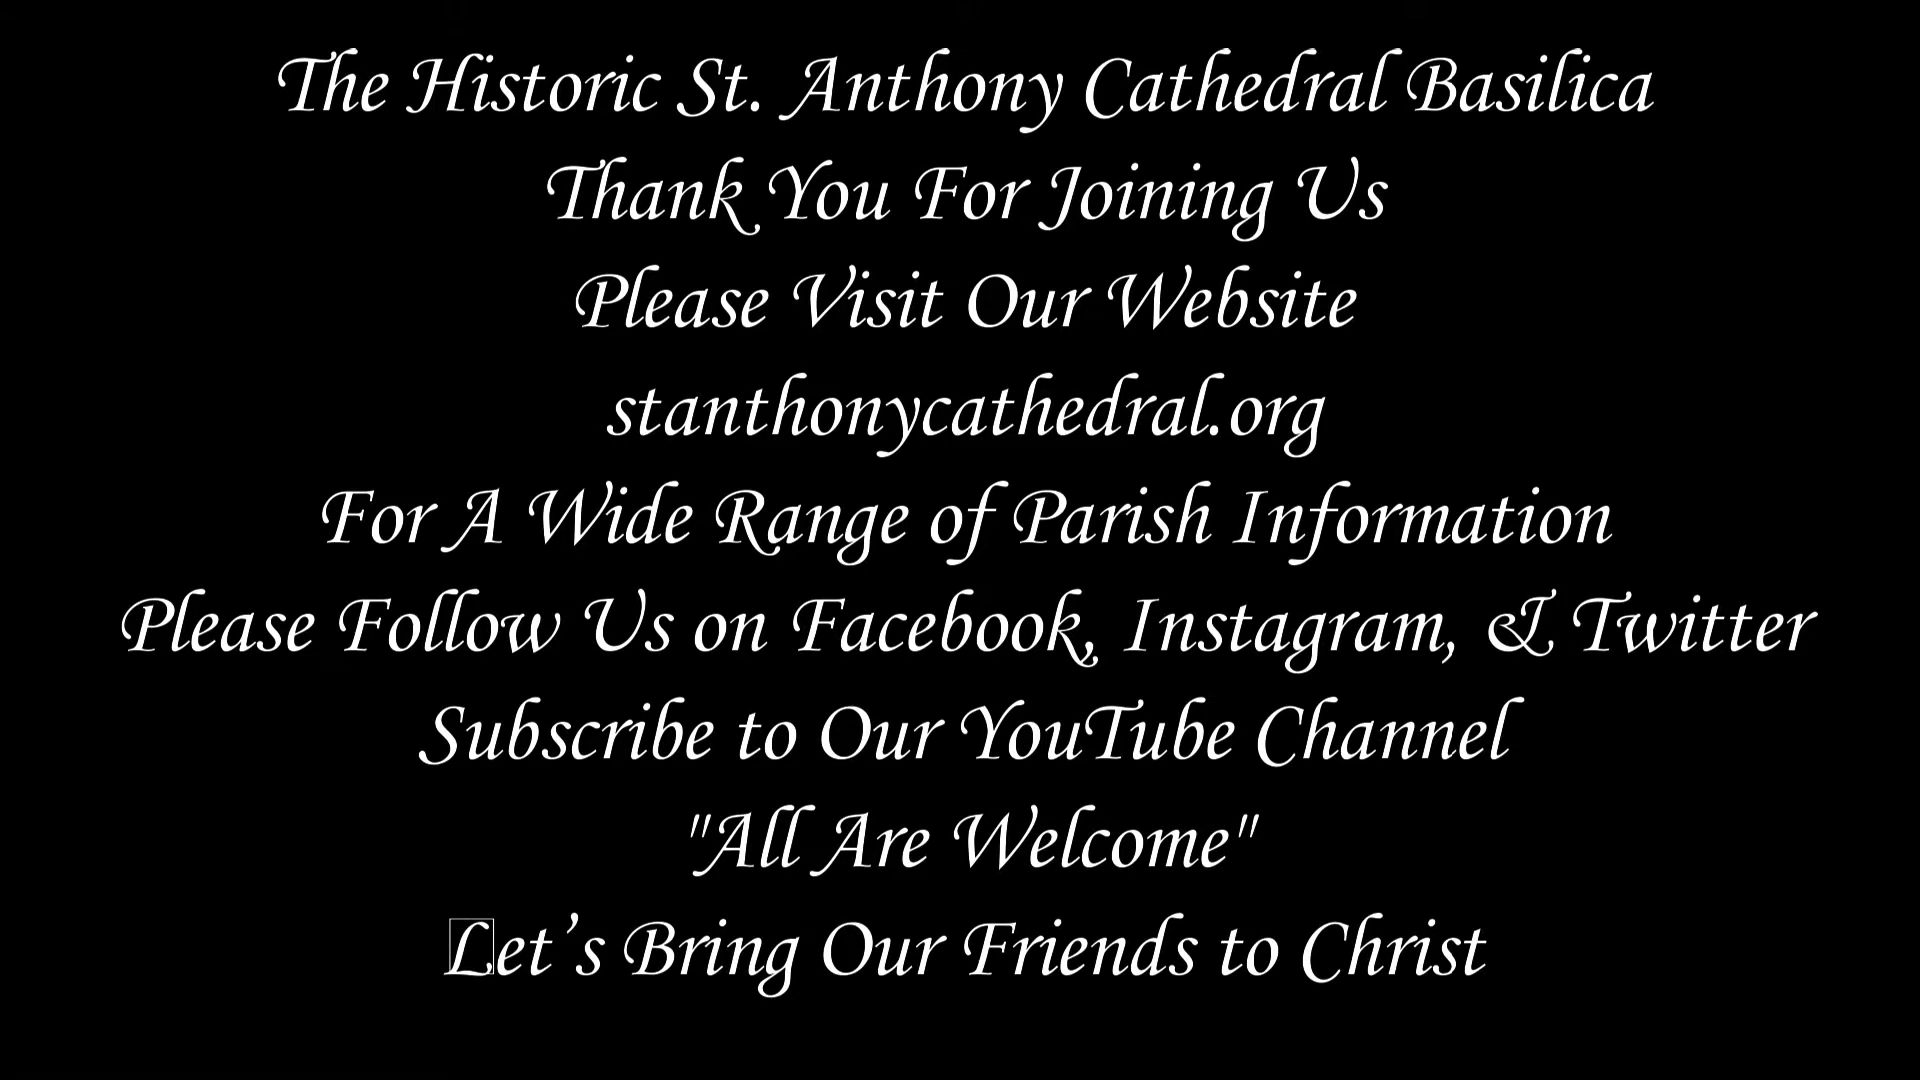 The Historic St. Anthony Cathedral Basilica
Thank You For Joining Us
Please Visit Our Website
stanthonycathedral.org
For A Wide Range of Parish Information
Please Follow Us on Facebook, Instagram, & Twitter
Subscribe to Our YouTube Channel
"All Are Welcome"
Let’s Bring Our Friends to Christ